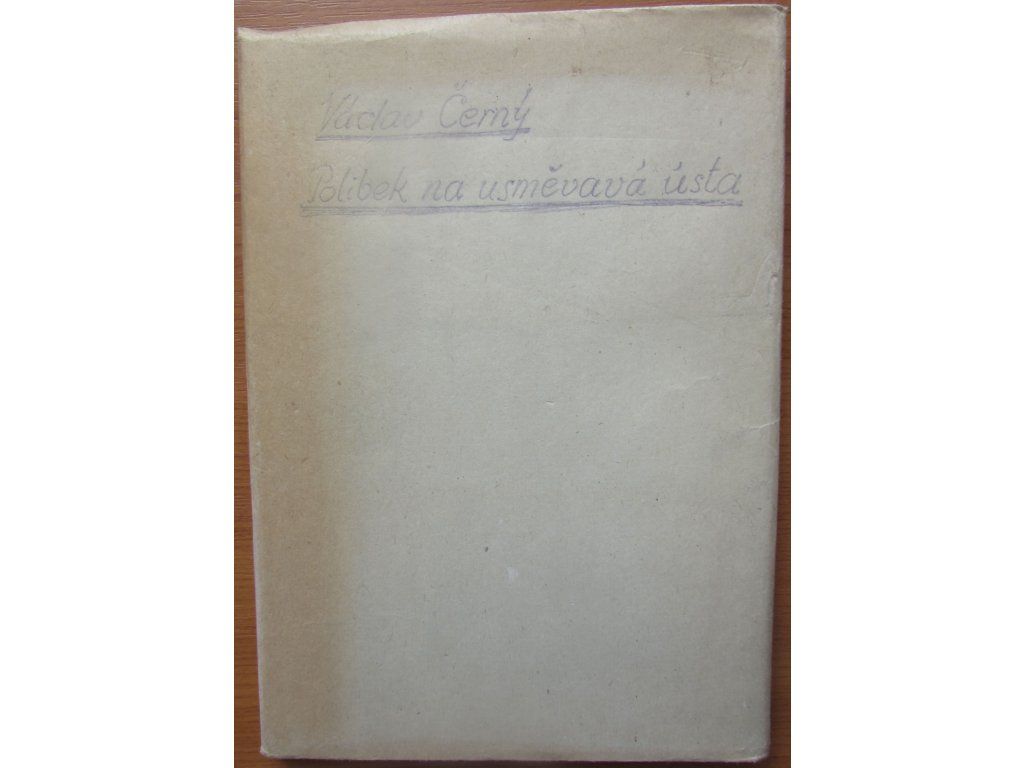 Václav Černý
Polibek na usměvavá ústa